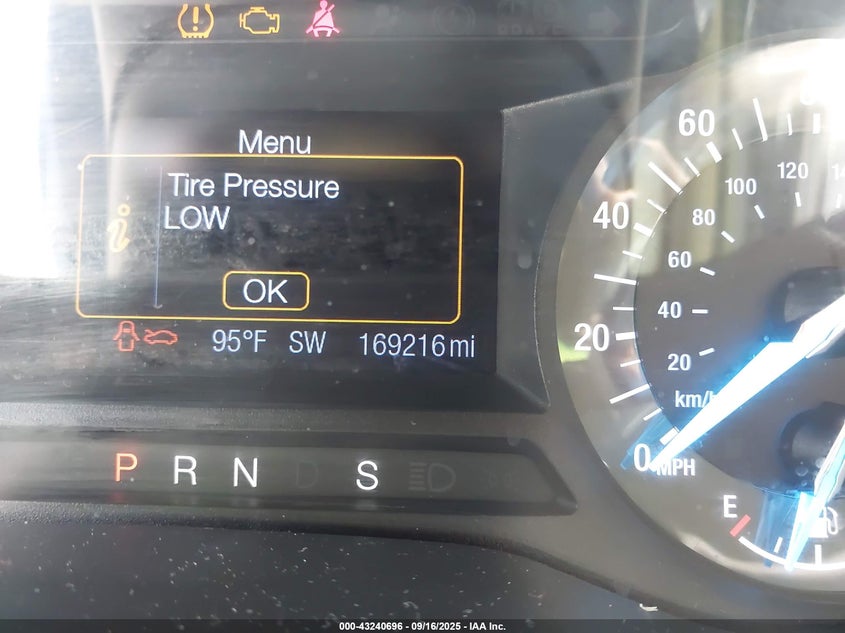 Menu
Tire Pressure
LOW
OK
95°F SW 169216 mi
P R N D S
60
40
20
0 MPH
120
100
80
60
40
20
km/h
E
000-43240696 - 09/16/2025 - IAA Inc.